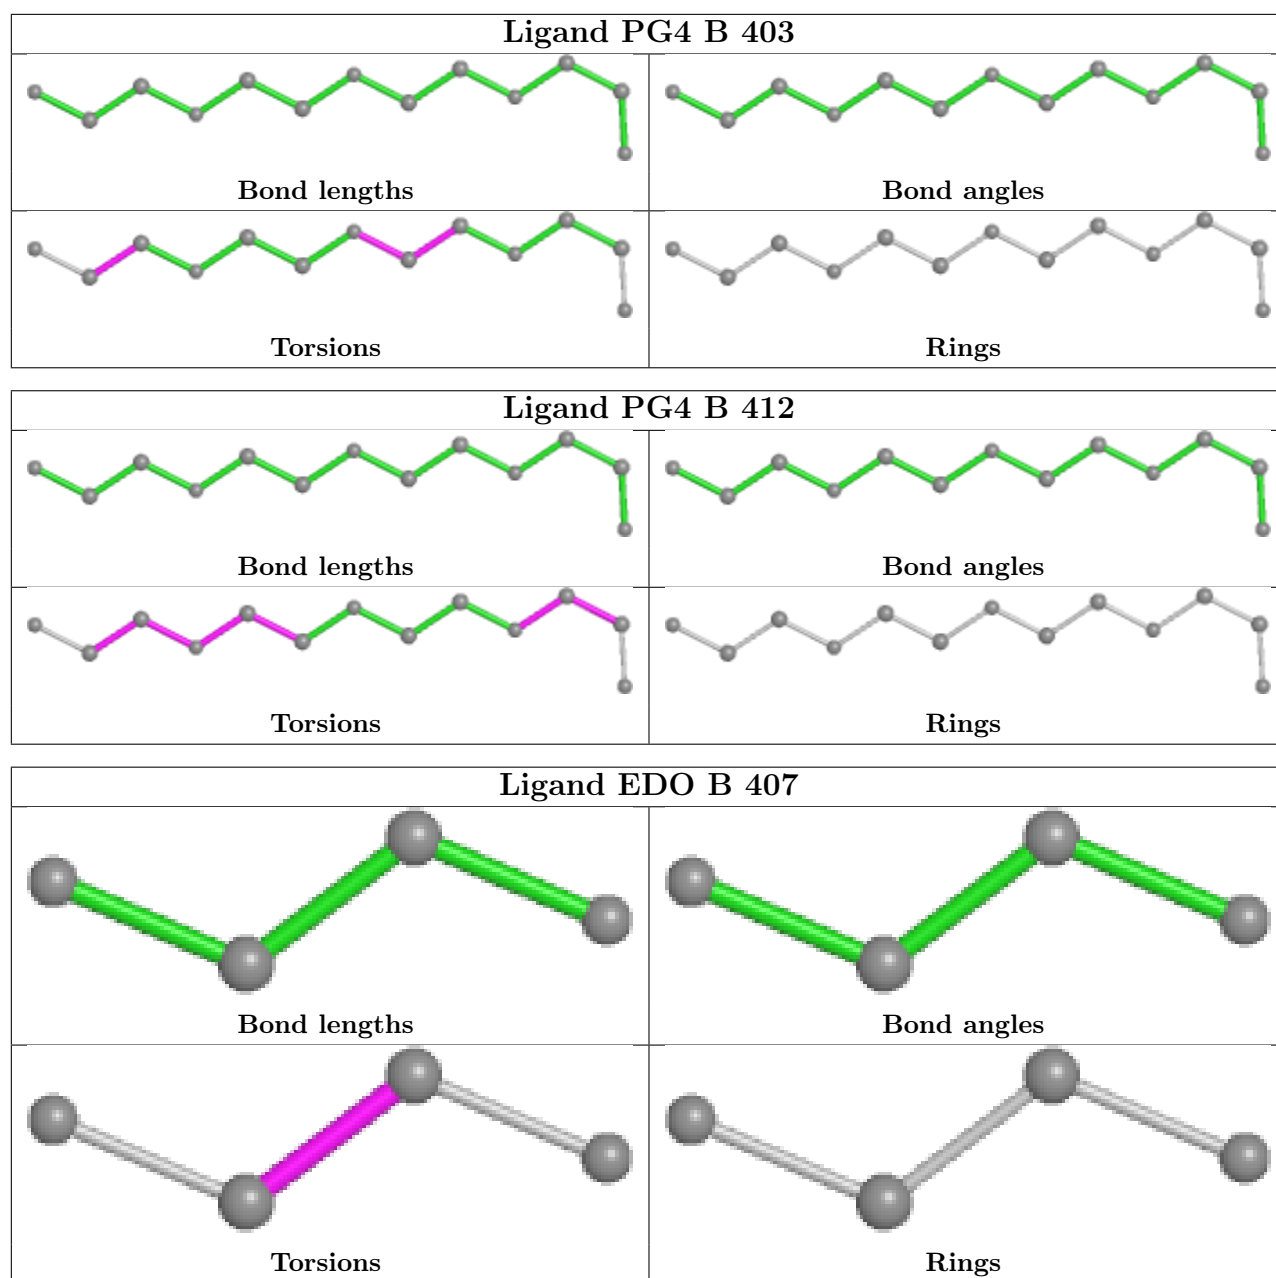 Ligand PG4 B 403
Bond lengths
Bond angles
Torsions
Rings
Ligand PG4 B 412
Bond lengths
Bond angles
Torsions
Rings
Ligand EDO B 407
Bond lengths
Bond angles
Torsions
Rings